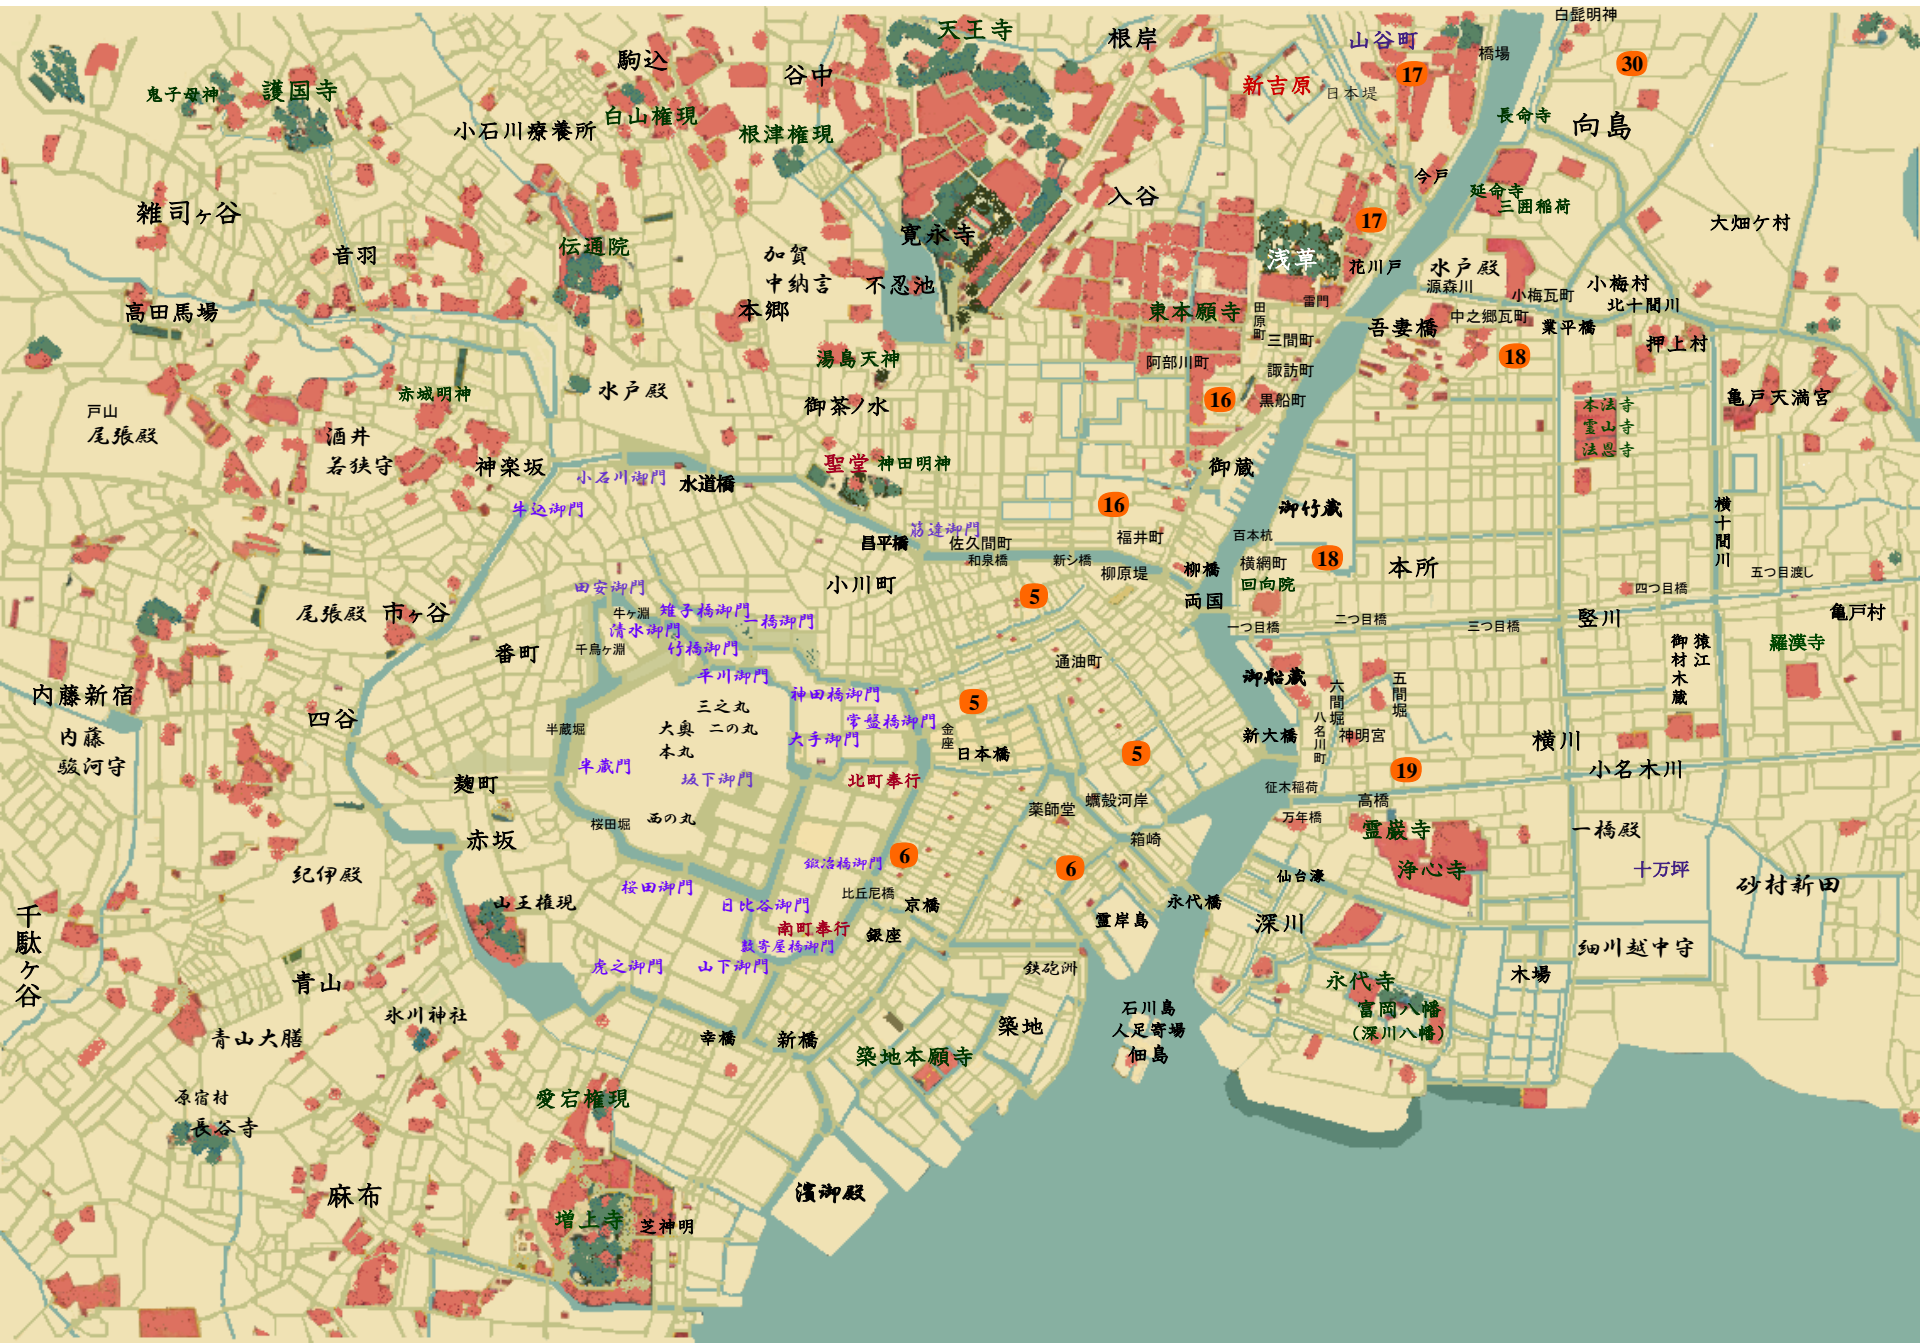 白髭明神
天王寺
根岸
山谷町
橋場
駒込
谷中
新吉原
日本堤
17
30
鬼子母神
護国寺
白山権現
小石川療養所
根津権現
長命寺
向島
今戸
入谷
延命寺
三囲稲荷
雑司ヶ谷
17
大畑ケ村
音羽
伝通院
加賀
中納言
寛永寺
浅草
花川戸
水戸殿
不忍池
源森川
小梅瓦町
小梅村
北十間川
高田馬場
本郷
東本願寺
田原町
雷門
吾妻橋
中之郷瓦町
業平橋
三間町
押上村
湯島天神
阿部川町
諏訪町
18
赤城明神
水戸殿
御茶ノ水
16
黒船町
本法寺
霊山寺
法恩寺
亀戸天満宮
戸山
尾張殿
酒井
若狭守
神楽坂
小石川御門
水道橋
聖堂
神田明神
御蔵
牛込御門
16
御竹蔵
横十間川
昌平橋
筋違御門
佐久間町
和泉橋
新シ橋
福井町
柳原堤
百本杭
横網町
18
本所
柳橋
回向院
五つ目渡し
小川町
田安御門
5
両国
四つ目橋
尾張殿
市ヶ谷
牛ヶ淵
雉子橋御門
一橋御門
清水御門
一つ目橋
二つ目橋
三つ目橋
竪川
亀戸村
番町
千鳥ヶ淵
竹橋御門
通油町
猿江
御材木蔵
羅漢寺
平川御門
御船蔵
内藤新宿
神田橋御門
5
六間堀
五間堀
四谷
三之丸
大奥
二の丸
本丸
常盤橋御門
大手御門
金座
日本橋
5
新大橋
八名川町
神明宮
横川
内藤
駿河守
半蔵堀
半蔵門
坂下御門
北町奉行
19
小名木川
麹町
征木稲荷
蠣殻河岸
薬師堂
高橋
万年橋
桜田堀
西の丸
箱崎
霊巌寺
一橋殿
赤坂
鍛冶橋御門
6
6
浄心寺
十万坪
砂村新田
紀伊殿
桜田御門
比丘尼橋
京橋
仙台濠
永代橋
山王権現
日比谷御門
霊岸島
深川
千駄ヶ谷
南町奉行
数寄屋橋御門
銀座
細川越中守
虎之御門
山下御門
鉄砲洲
木場
青山
永代寺
石川島
人足寄場
佃島
富岡八幡
(深川八幡)
氷川神社
築地
青山大膳
幸橋
新橋
築地本願寺
原宿村
長谷寺
愛宕権現
麻布
濱御殿
増上寺
芝神明